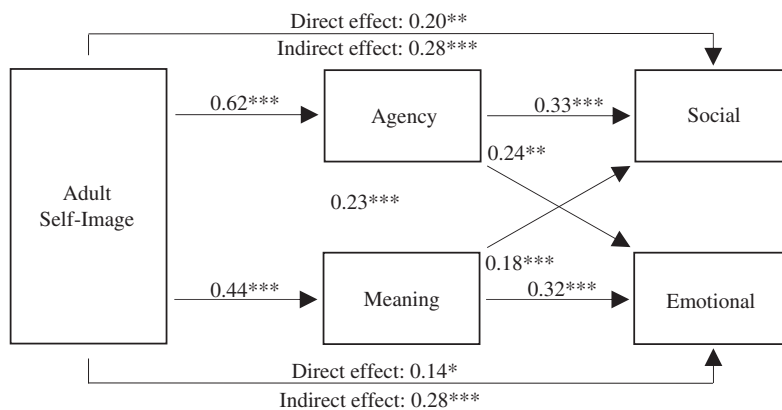 Direct effect: 0.20**
Indirect effect: 0.28***
0.62***
Agency
0.33***
Social
0.24**
Adult
Self-Image
0.23***
0.18***
0.44***
Meaning
0.32***
Emotional
Direct effect: 0.14*
Indirect effect: 0.28***